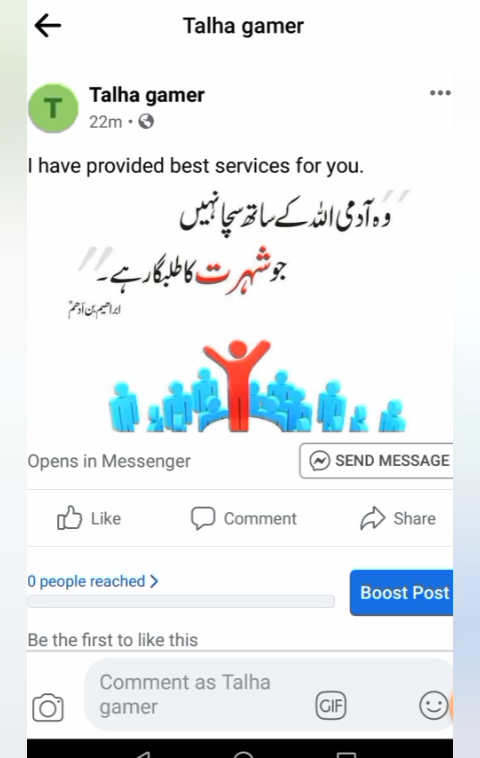 Talha gamer
T
Talha gamer
22m
I have provided best services for you.
وہ آدمی اللہ کے ساتھ سچا نہیں
جو شہرت کا طلبگار ہے۔
ابراھیم بن ادھمؒ
Opens in Messenger
SEND MESSAGE
Like
Comment
Share
0 people reached
Boost Post
Be the first to like this
Comment as Talha
gamer
GIF